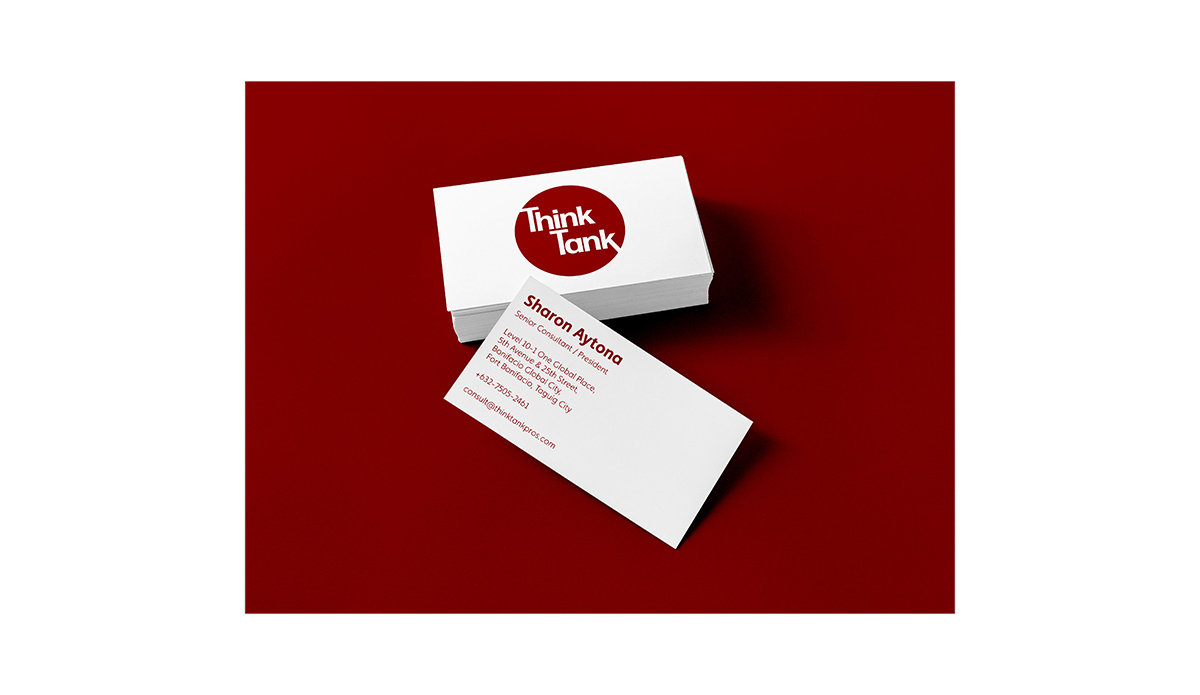 Think
Tank
Sharon Aytona
Senior Consultant / President
Level 10-1 One Global Place,
5th Avenue & 25th Street,
Bonifacio Global City,
Fort Bonifacio, Taguig City
+632-7505-2461
consult@thinktankpros.com